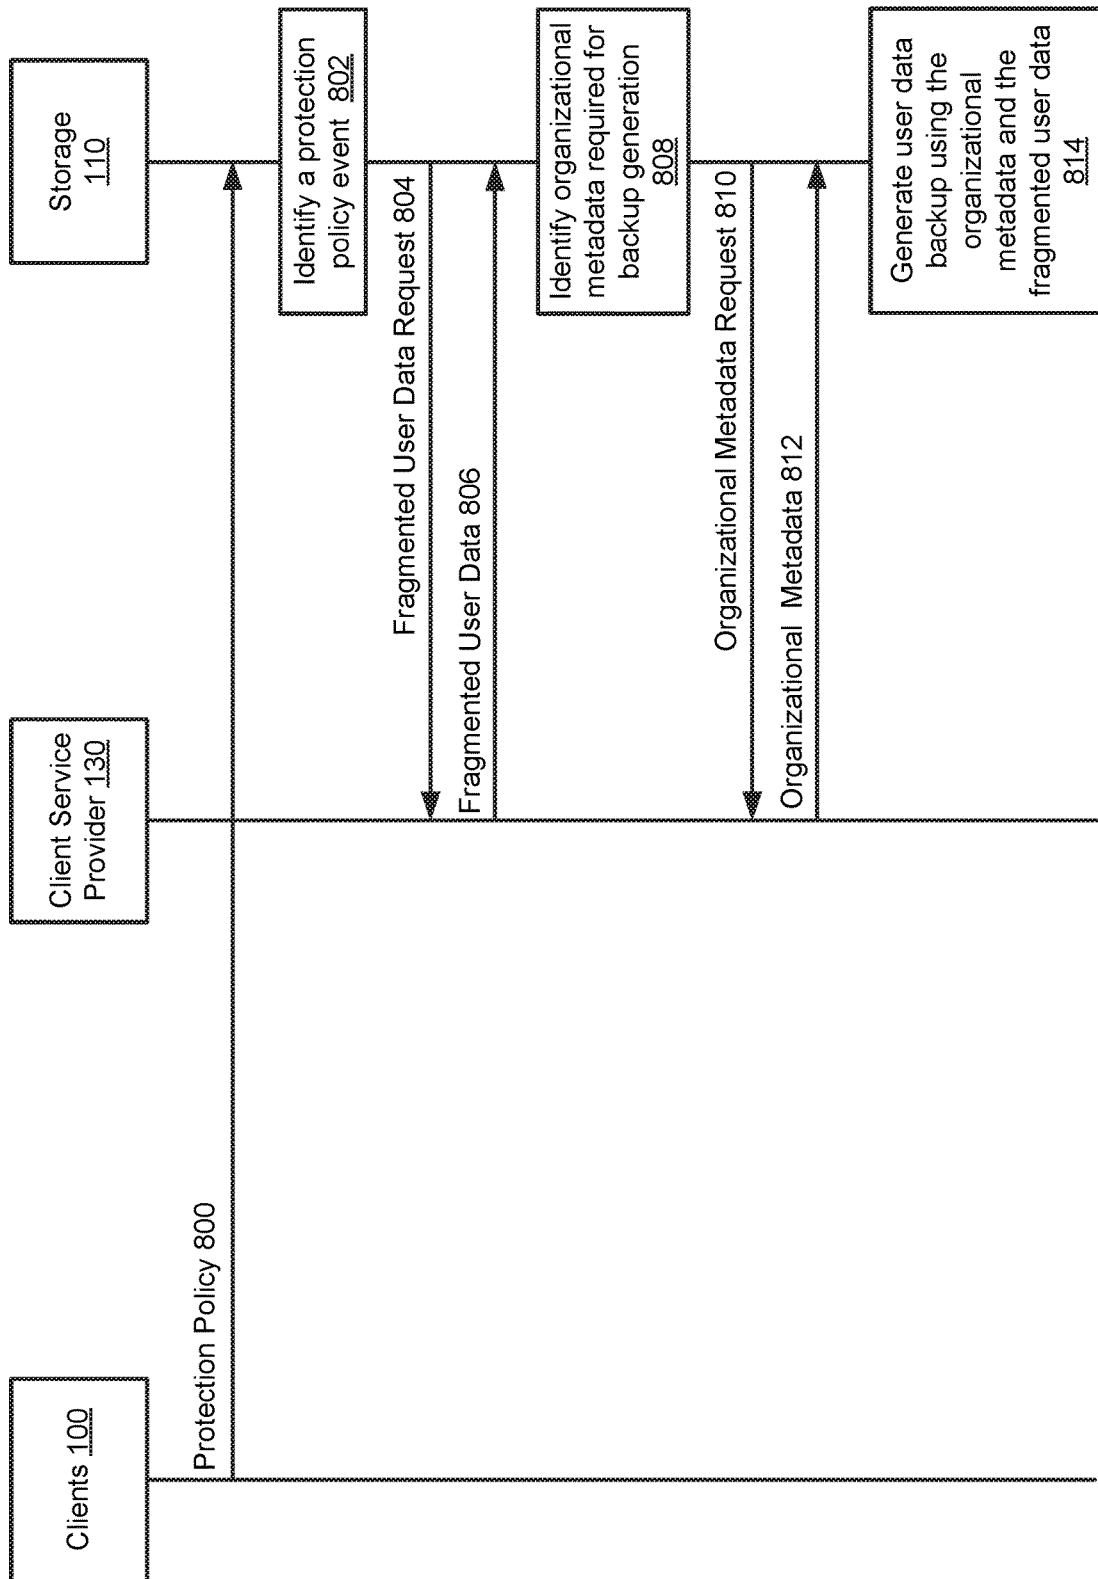 Clients 100
Client Service
Provider 130
Storage
110
Protection Policy 800
Identify a protection
policy event 802
Fragmented User Data Request 804
Fragmented User Data 806
Identify organizational
metadata required for
backup generation
808
Organizational Metadata Request 810
Organizational Metadata 812
Generate user data
backup using the
organizational
metadata and the
fragmented user data
814